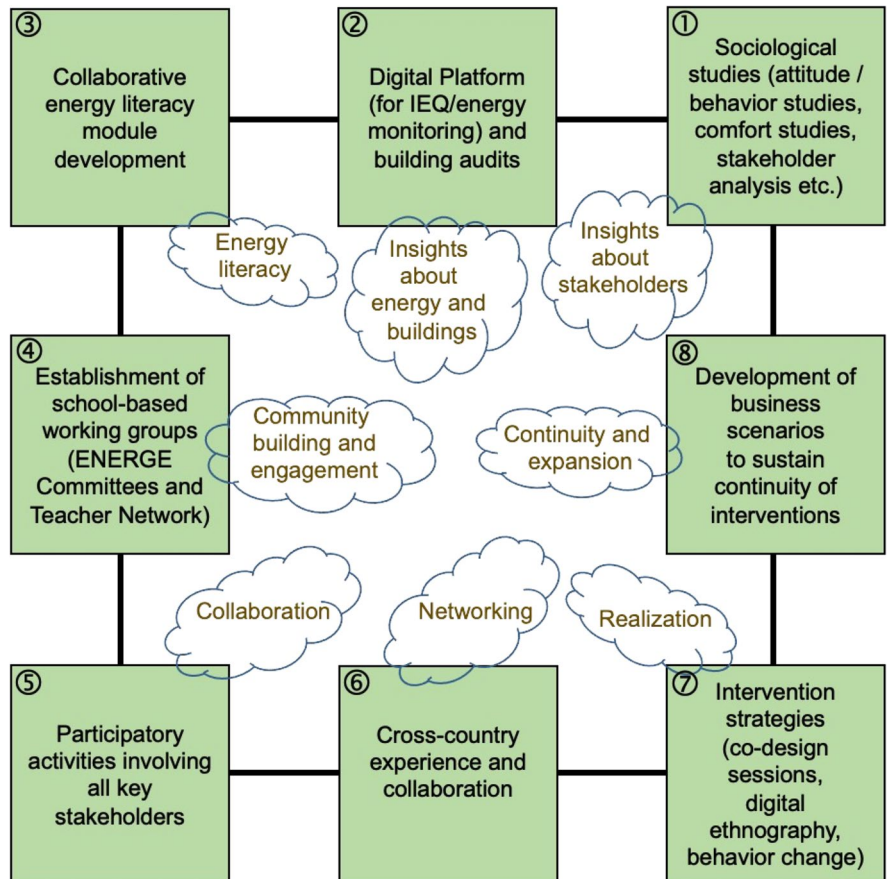 ③
Collaborative
energy literacy
module
development
②
Digital Platform
(for IEQ/energy
monitoring) and
building audits
①
Sociological
studies (attitude /
behavior studies,
comfort studies,
stakeholder
analysis etc.)
Energy
literacy
Insights
about
energy and
buildings
Insights
about
stakeholders
④
Establishment of
school-based
working groups
(ENERGE
Committees and
Teacher Network)
Community
building and
engagement
Continuity and
expansion
⑧
Development of
business
scenarios
to sustain
continuity of
interventions
Collaboration
Networking
Realization
⑤
Participatory
activities involving
all key
stakeholders
⑥
Cross-country
experience and
collaboration
⑦
Intervention
strategies
(co-design
sessions,
digital
ethnography,
behavior change)